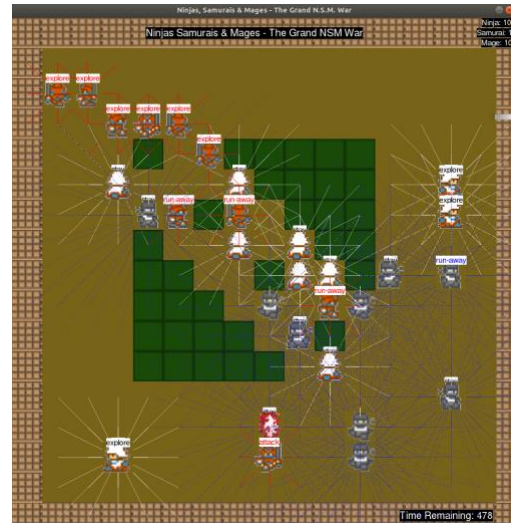 Ninjas, Samurais & Mages - The Grand N.S.M. War
Ninja: 10
Ninjas Samurais & Mages - The Grand NSM War
Samurai: 1
Mage: 10
explore
explore
explore
explore
explore
explore
explore
explore
run-away
run-away
run-away
run-away
explore
attack
Time Remaining: 478